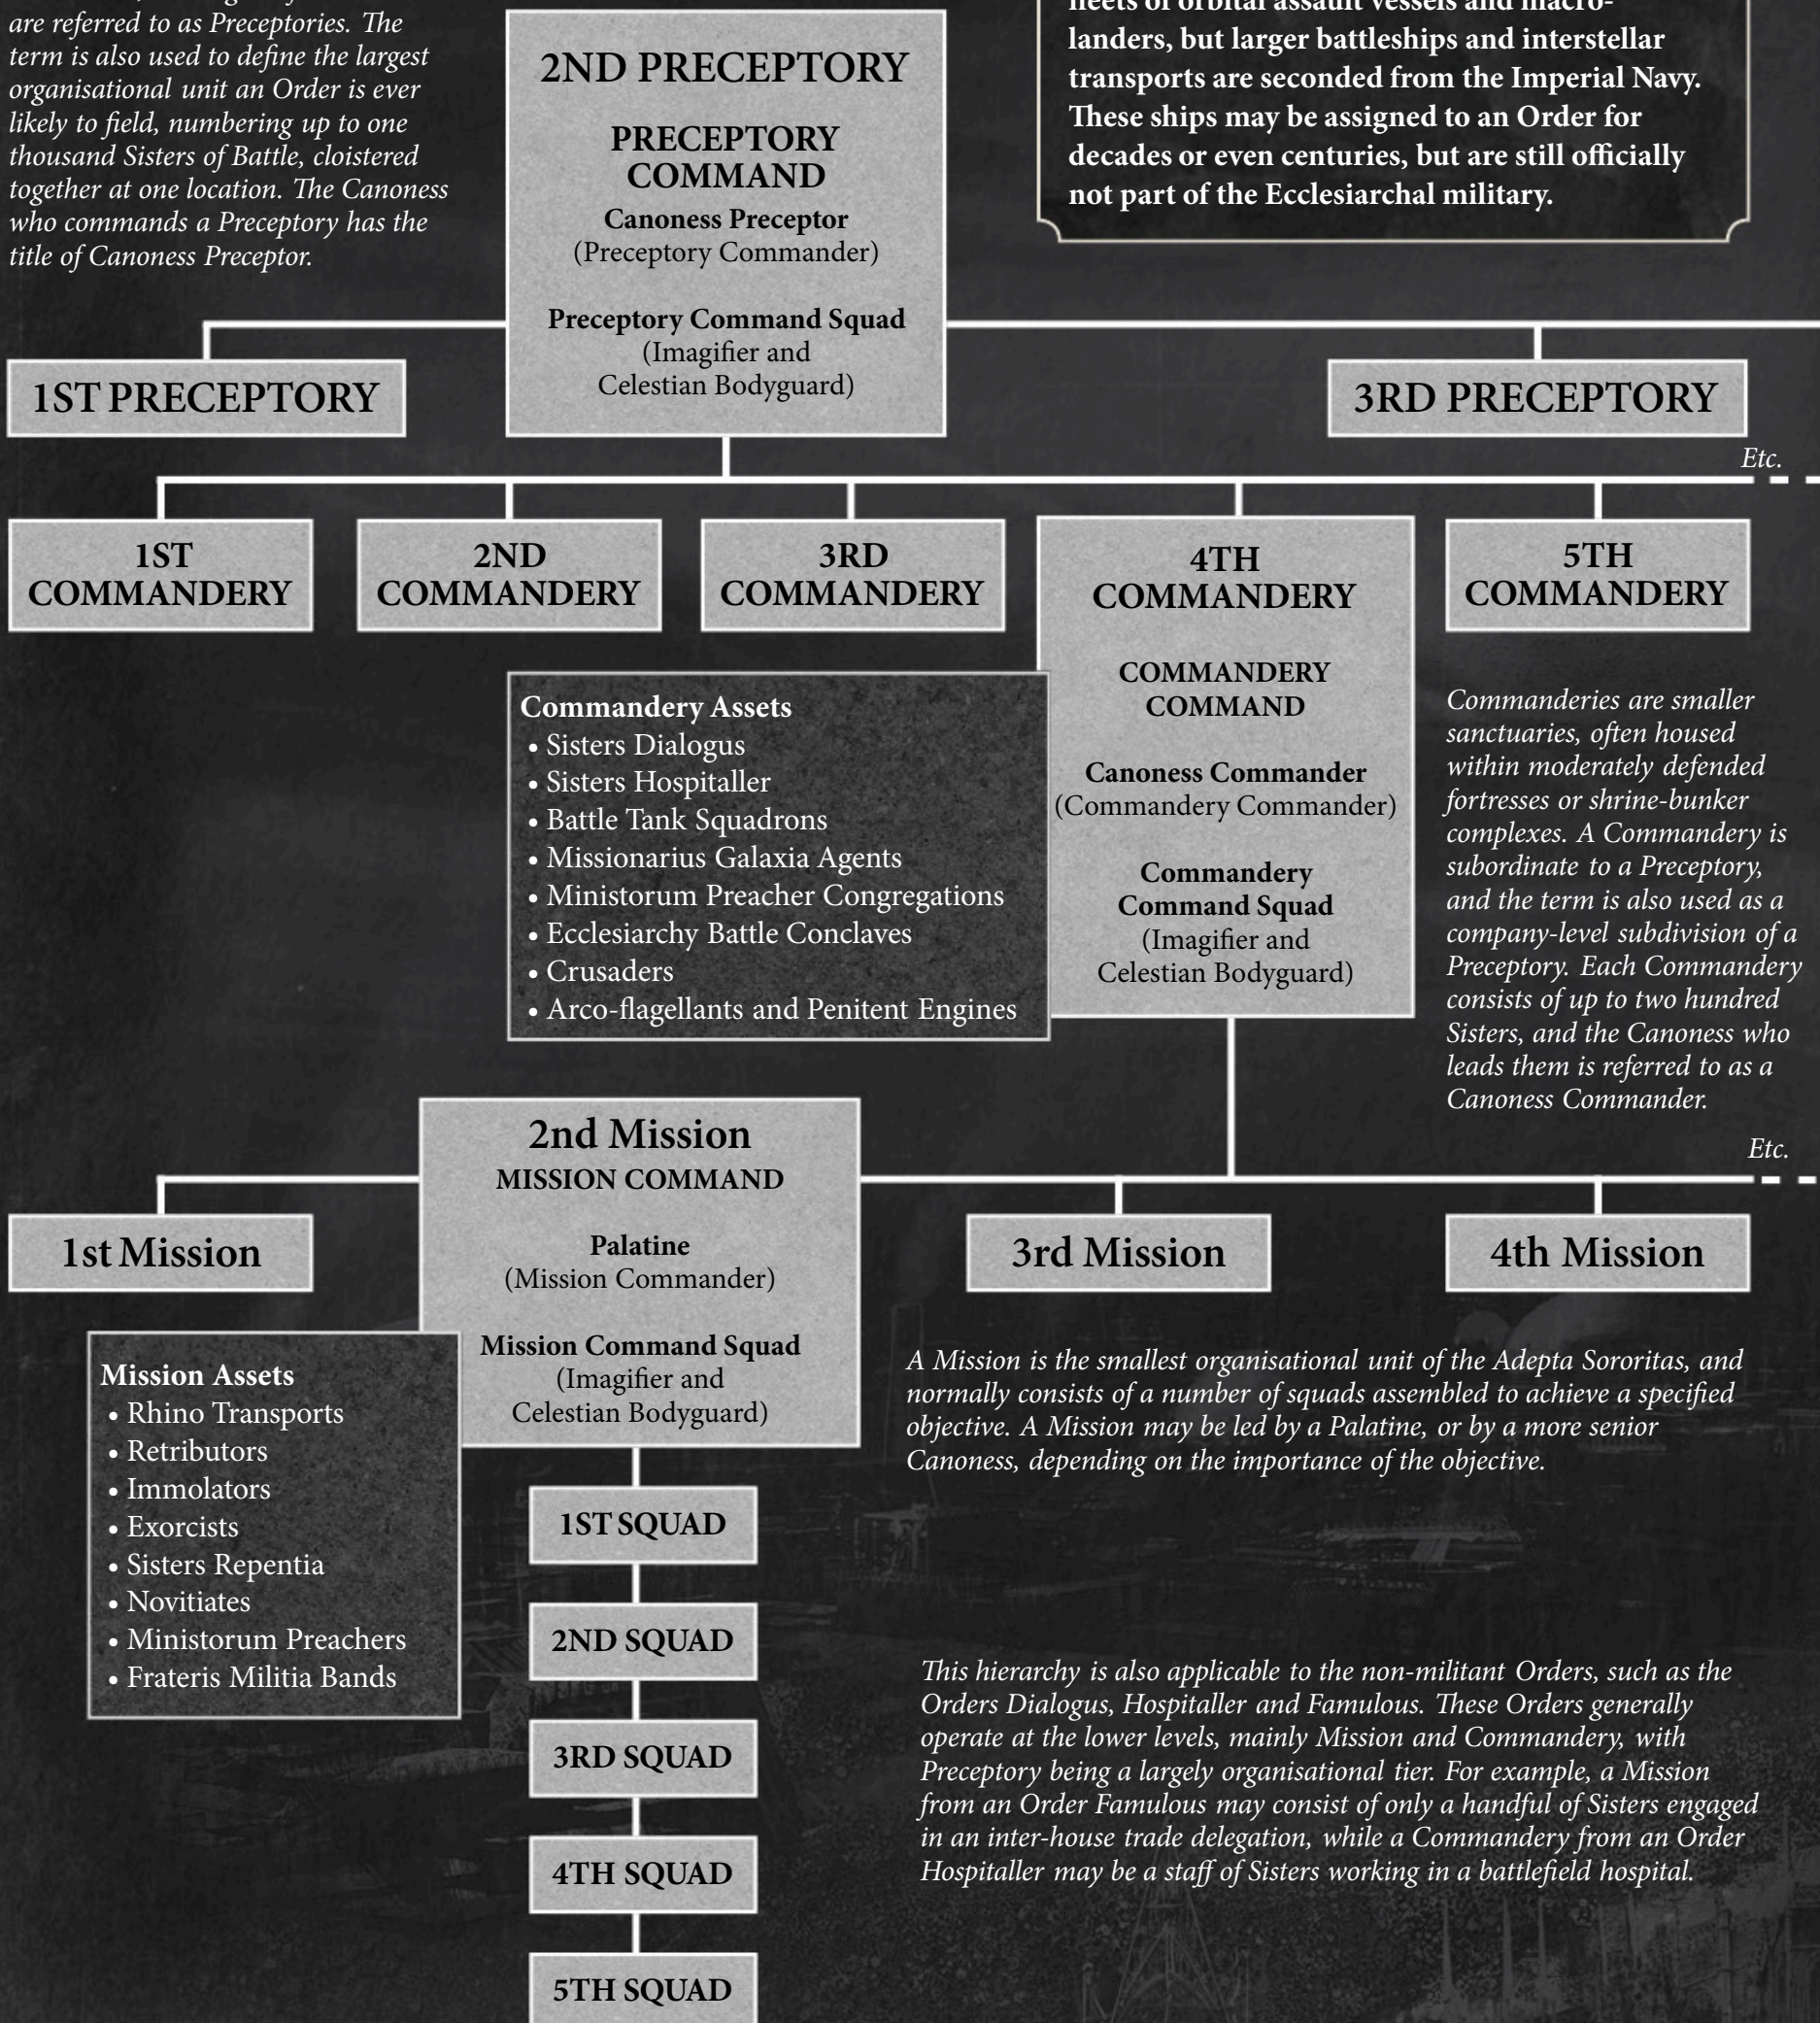 are referred to as Preceptories. The
term is also used to define the largest
organisational unit an Order is ever
likely to field, numbering up to one
thousand Sisters of Battle, cloistered
together at one location. The Canoness
who commands a Preceptory has the
title of Canoness Preceptor.
2ND PRECEPTORY
PRECEPTORY
COMMAND
Canoness Preceptor
(Preceptory Commander)
Preceptory Command Squad
(Imagifier and
Celestian Bodyguard)
fleets of orbital assault vessels and macro-
landers, but larger battleships and interstellar
transports are seconded from the Imperial Navy.
These ships may be assigned to an Order for
decades or even centuries, but are still officially
not part of the Ecclesiarchal military.
1ST PRECEPTORY
3RD PRECEPTORY
Etc.
1ST
COMMANDERY
2ND
COMMANDERY
3RD
COMMANDERY
4TH
COMMANDERY
COMMANDERY
COMMAND
Canoness Commander
(Commandery Commander)
Commandery
Command Squad
(Imagifier and
Celestian Bodyguard)
5TH
COMMANDERY
Commandery Assets
• Sisters Dialogus
• Sisters Hospitaller
• Battle Tank Squadrons
• Missionarius Galaxia Agents
• Ministorum Preacher Congregations
• Ecclesiarchy Battle Conclaves
• Crusaders
• Arco-flagellants and Penitent Engines
Commanderies are smaller
sanctuaries, often housed
within moderately defended
fortresses or shrine-bunker
complexes. A Commandery is
subordinate to a Preceptory,
and the term is also used as a
company-level subdivision of a
Preceptory. Each Commandery
consists of up to two hundred
Sisters, and the Canoness who
leads them is referred to as a
Canoness Commander.
Etc.
2nd Mission
MISSION COMMAND
Palatine
(Mission Commander)
Mission Command Squad
(Imagifier and
Celestian Bodyguard)
1st Mission
3rd Mission
4th Mission
Mission Assets
• Rhino Transports
• Retributors
• Immolators
• Exorcists
• Sisters Repentia
• Novitiates
• Ministorum Preachers
• Frateris Militia Bands
A Mission is the smallest organisational unit of the Adepta Sororitas, and
normally consists of a number of squads assembled to achieve a specified
objective. A Mission may be led by a Palatine, or by a more senior
Canoness, depending on the importance of the objective.
1ST SQUAD
2ND SQUAD
3RD SQUAD
4TH SQUAD
5TH SQUAD
This hierarchy is also applicable to the non-militant Orders, such as the
Orders Dialogus, Hospitaller and Famulous. These Orders generally
operate at the lower levels, mainly Mission and Commandery, with
Preceptory being a largely organisational tier. For example, a Mission
from an Order Famulous may consist of only a handful of Sisters engaged
in an inter-house trade delegation, while a Commandery from an Order
Hospitaller may be a staff of Sisters working in a battlefield hospital.